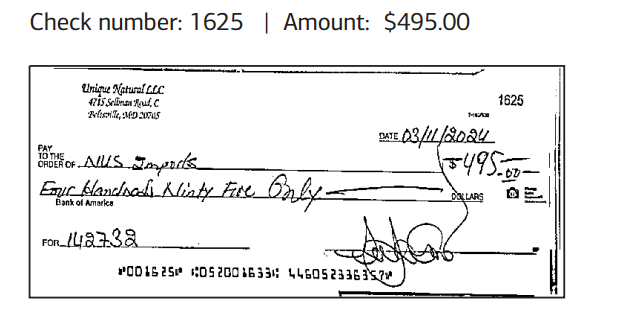 Check number: 1625 | Amount: $495.00
Unique Natural LLC
4715 Sellman Road, C
Beltsville, MD 20705
1625
DATE 03/11/2024
PAY
TO THE
ORDER OF NUS Imports
$495.00
Four Hundreds Ninty Five Only
DOLLARS
Bank of America
FOR 142732
⑈001625⑈ ⑆052001633⑆ 446052336357⑈